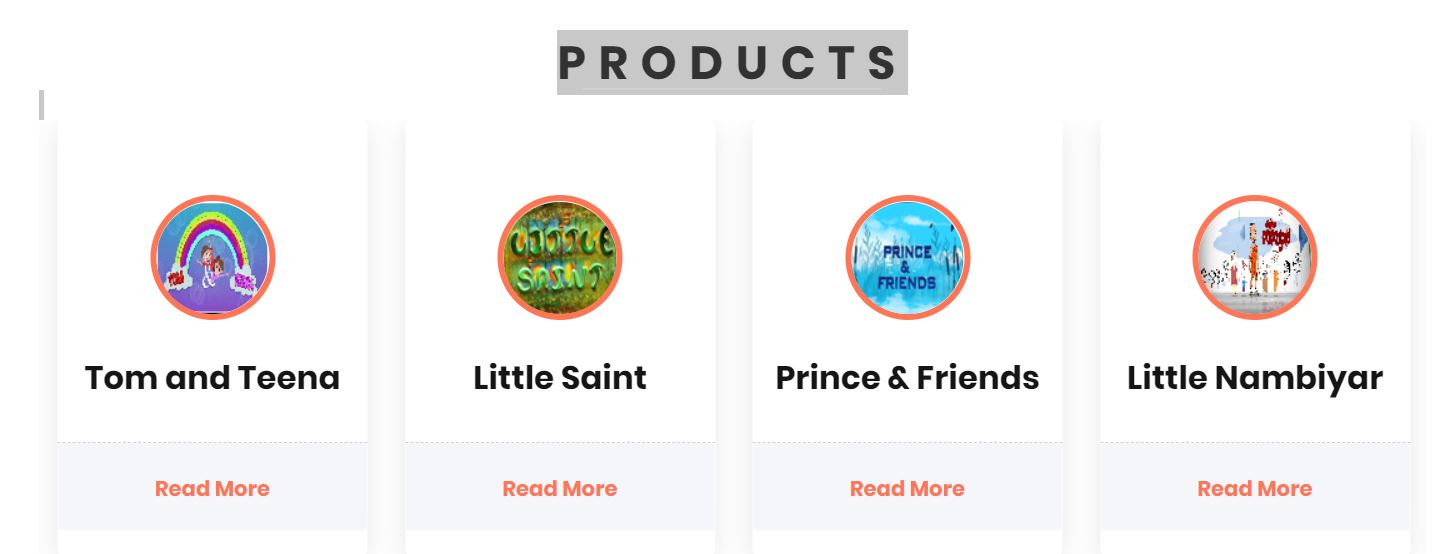 PRODUCTS
LITTLE
SAINT
PRINCE
&
FRIENDS
Tom and Teena
Little Saint
Prince & Friends
Little Nambiyar
Read More
Read More
Read More
Read More